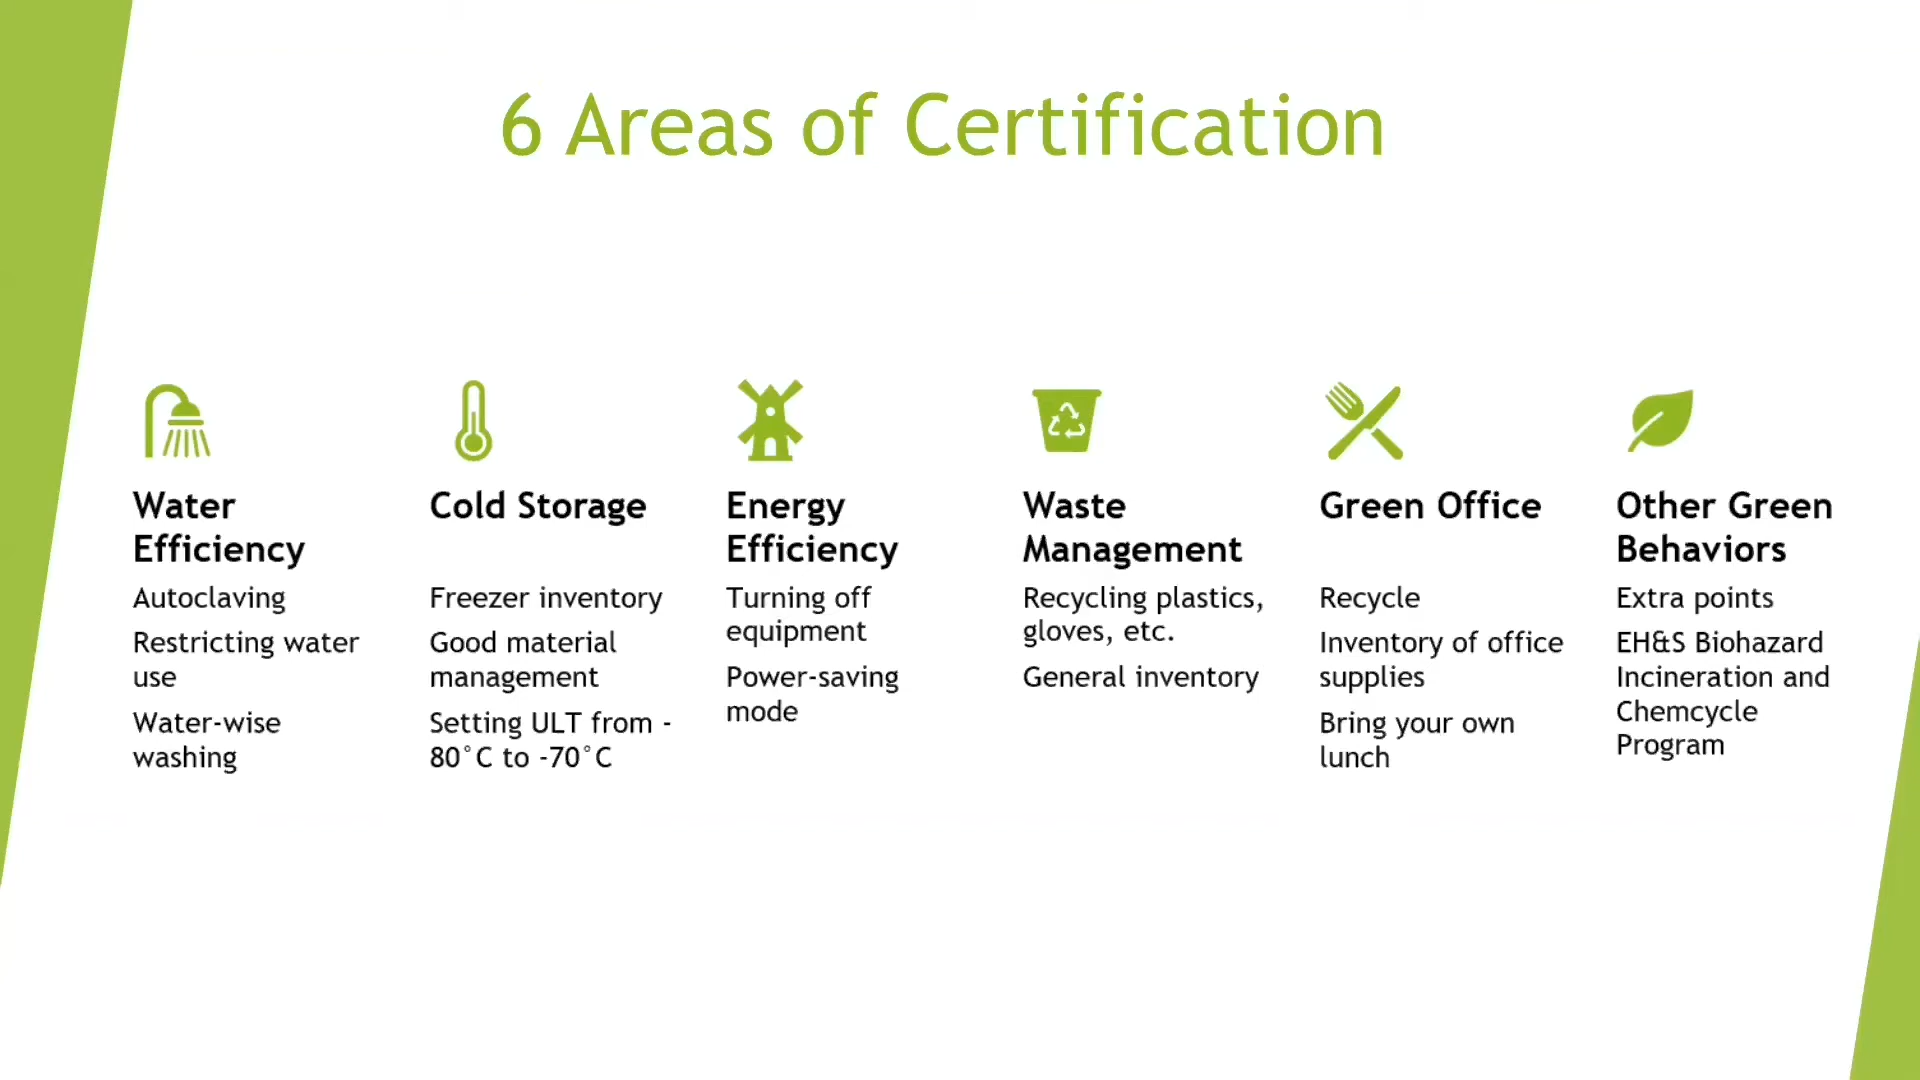 6 Areas of Certification
Water
Efficiency
Autoclaving
Restricting water
use
Water-wise
washing
Cold Storage
Freezer inventory
Good material
management
Setting ULT from -
80°C to -70°C
Energy
Efficiency
Turning off
equipment
Power-saving
mode
Waste
Management
Recycling plastics,
gloves, etc.
General inventory
Green Office
Recycle
Inventory of office
supplies
Bring your own
lunch
Other Green
Behaviors
Extra points
EH&S Biohazard
Incineration and
Chemcycle
Program